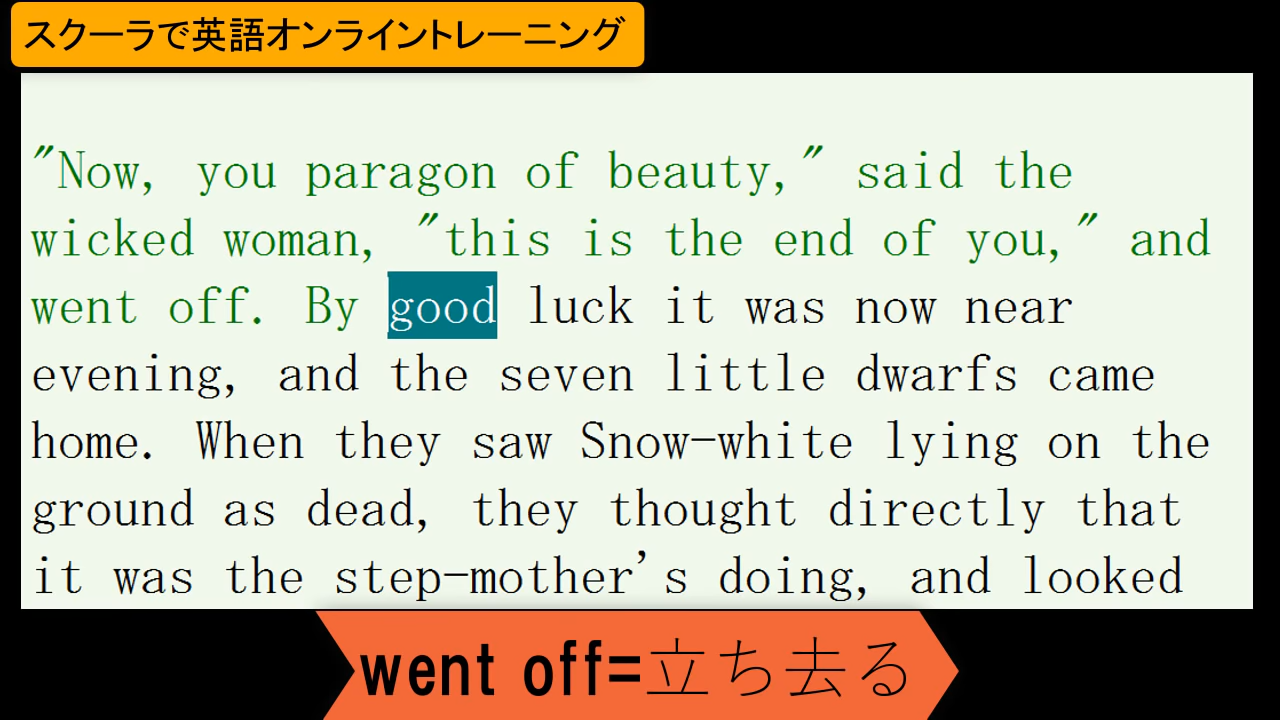 スクーラで英語オンライントレーニング
"Now, you paragon of beauty," said the
wicked woman, "this is the end of you," and
went off. By good luck it was now near
evening, and the seven little dwarfs came
home. When they saw Snow-white lying on the
ground as dead, they thought directly that
it was the step-mother's doing, and looked
went off=立ち去る